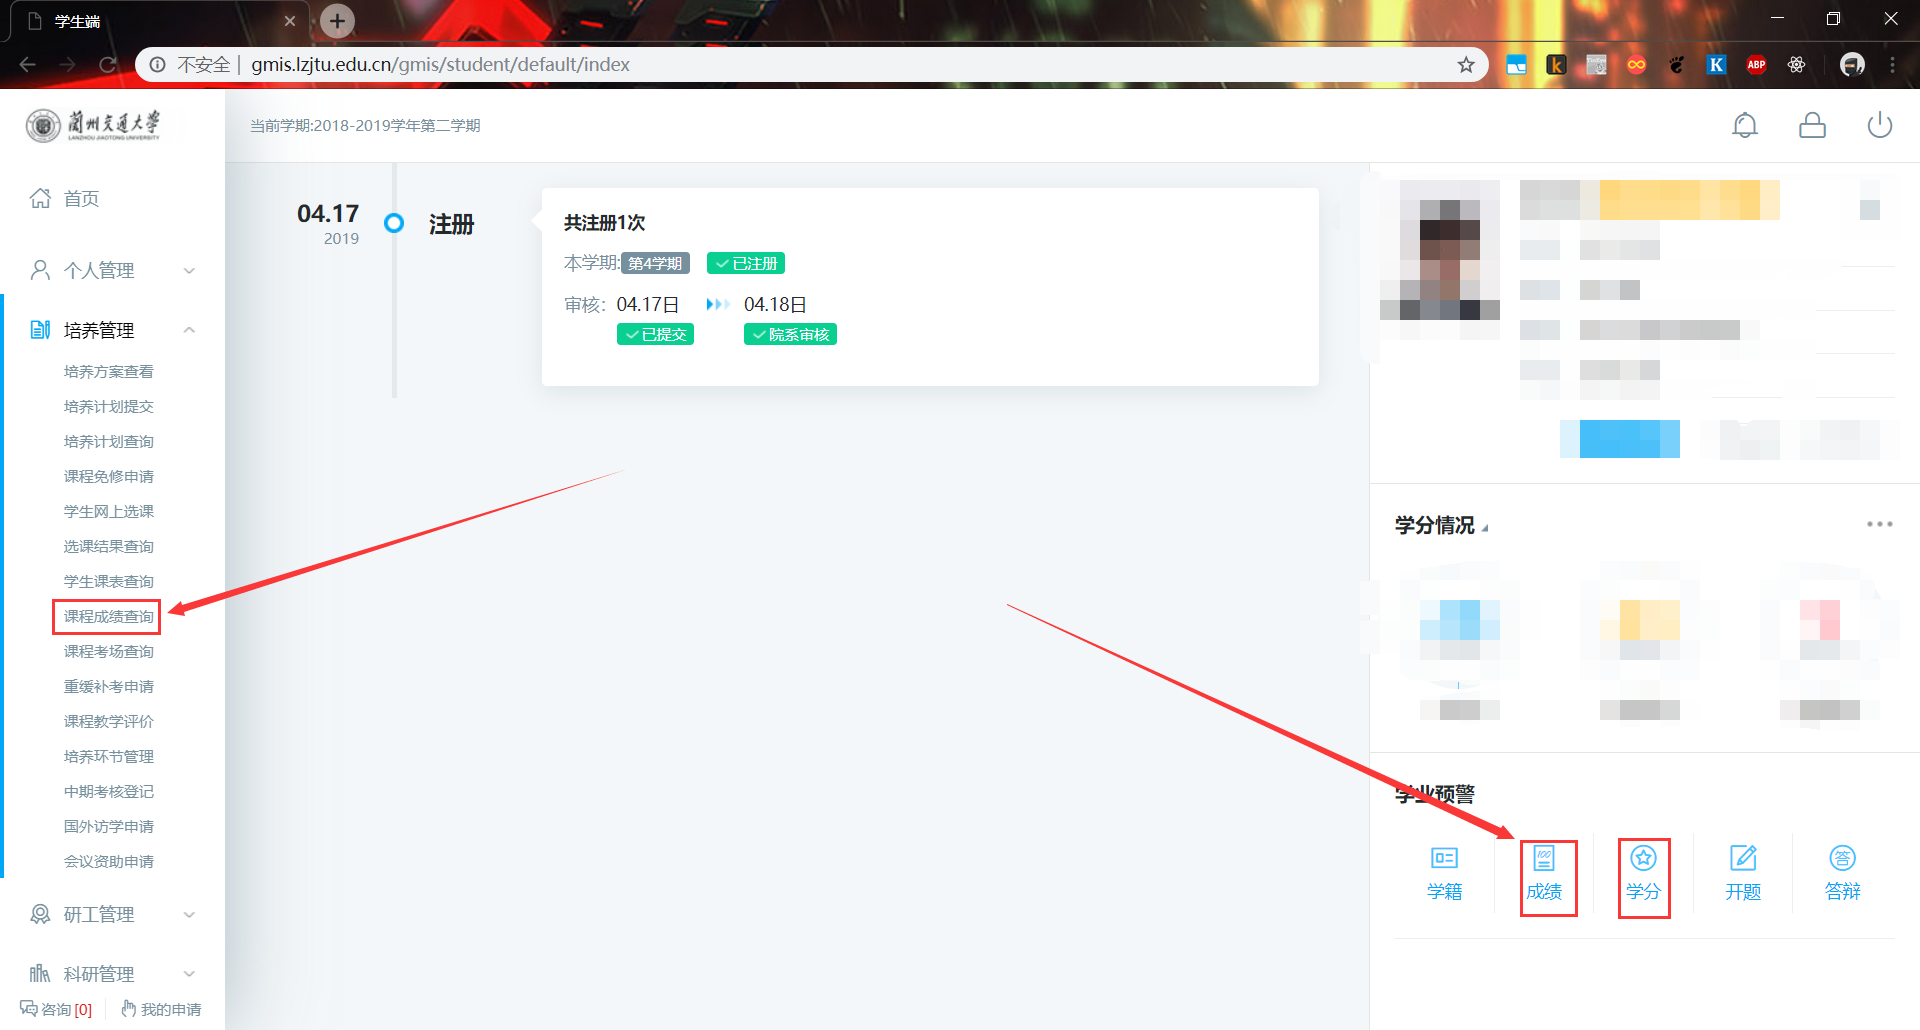 学生端
不安全 | gmis.lzjtu.edu.cn/gmis/student/default/index
蘭州交通大学
LANZHOU JIAOTONG UNIVERSITY
当前学期:2018-2019学年第二学期
首页
个人管理
培养管理
培养方案查看
培养计划提交
培养计划查询
课程免修申请
学生网上选课
选课结果查询
学生课表查询
课程成绩查询
课程考场查询
重缓补考申请
课程教学评价
培养环节管理
中期考核登记
国外访学申请
会议资助申请
研工管理
科研管理
咨询 [0]
我的申请
04.17
2019
注册
共注册1次
本学期:第4学期 已注册
审核: 04.17日 04.18日
已提交 院系审核
学分情况
学业预警
100
答
学籍 成绩 学分 开题 答辩
k
K
ABP